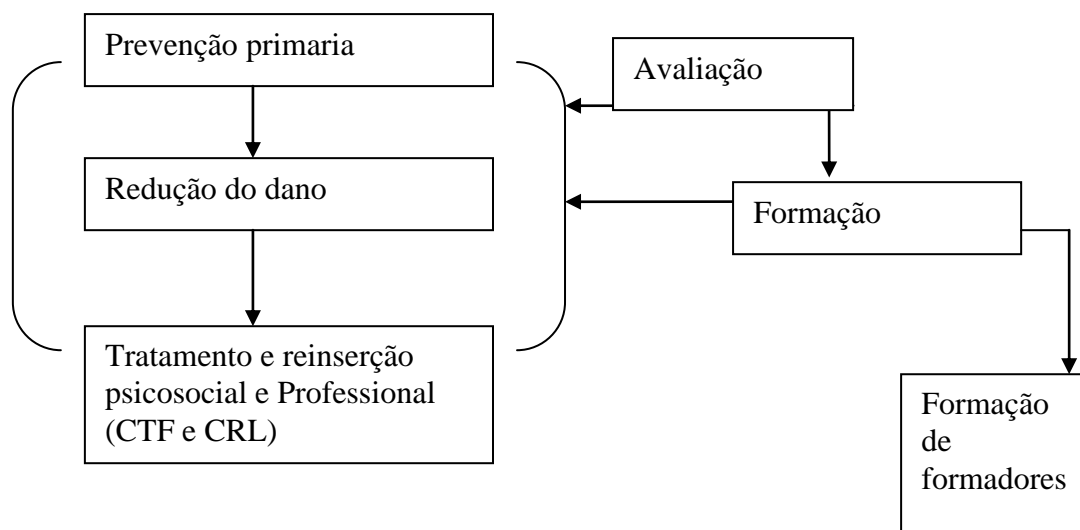 Prevenção primaria
Avaliação
Redução do dano
Formação
Tratamento e reinserção
psicosocial e Professional
(CTF e CRL)
Formação
de
formadores